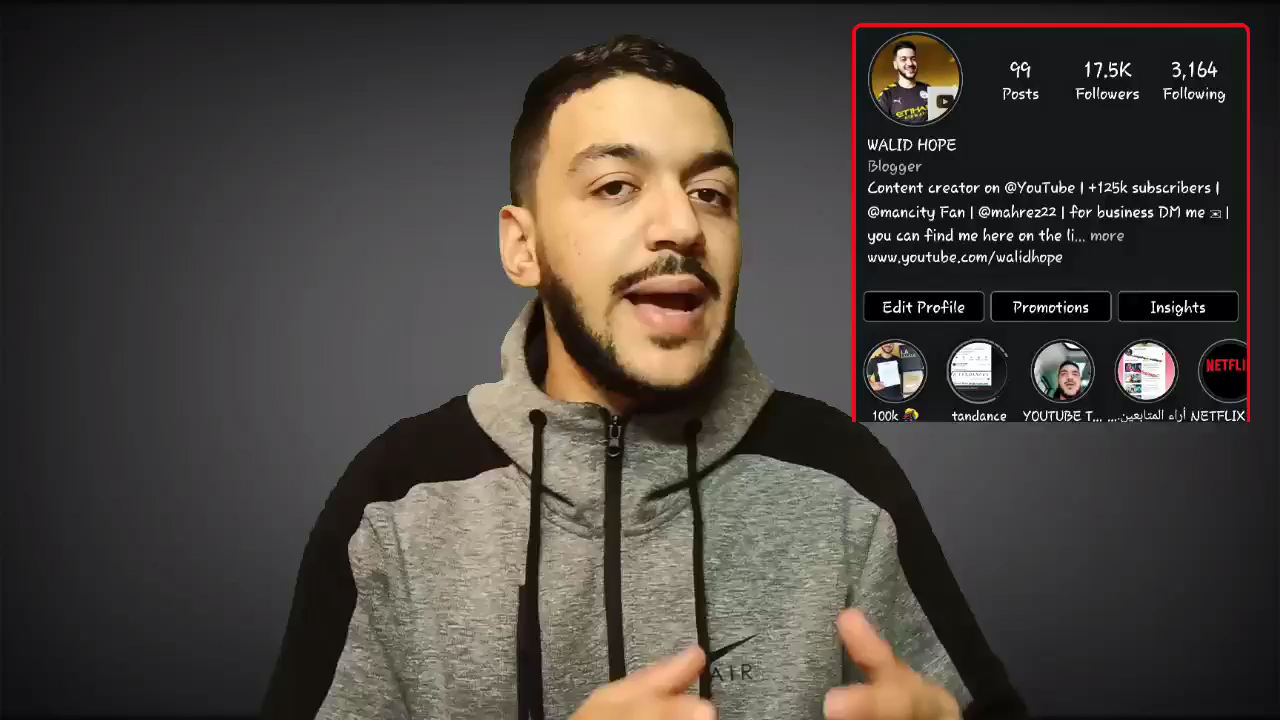 99
Posts
17.5K
Followers
3,164
Following
WALID HOPE
Blogger
Content creator on @YouTube | +125k subscribers |
@mancity Fan | @mahrez22 | for business DM me ✉️ |
you can find me here on the li... more
www.youtube.com/walidhope
Edit Profile
Promotions
Insights
NETFLI
100k
tandance
YOUTUBE T...
أراء المتابعين...
NETFLIX
AIR